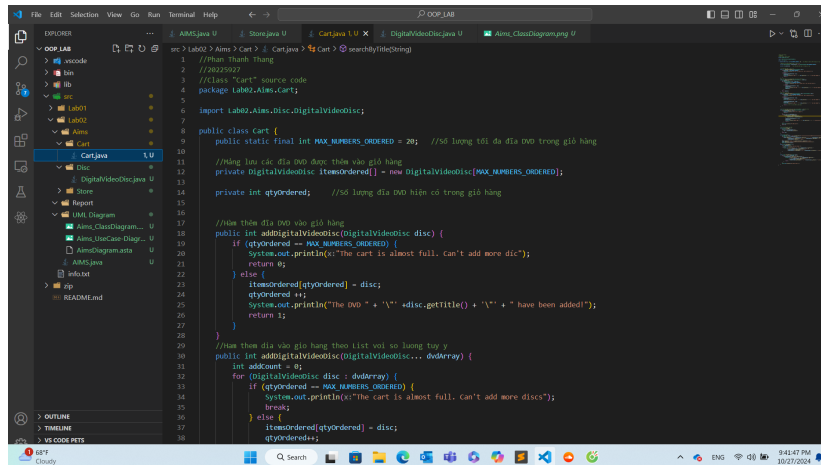 File Edit Selection View Go Run Terminal Help
OOP_LAB
EXPLORER
AIMS.java U
Store.java U
Cart.java 1, U
DigitalVideoDisc.java U
Aims_ClassDiagram.png U
src > Lab02 > Aims > Cart > Cart.java > Cart > searchByTitle(String)
OOP_LAB
.vscode
bin
lib
src
Lab01
Lab02
Aims
Cart
Cart.java 1, U
Disc
DigitalVideoDisc.java U
Store
Report
UML Diagram
Aims_ClassDiagram... U
Aims_UseCase-Diagr... U
AimsDiagram.asta U
AIMS.java U
info.txt
zip
README.md
OUTLINE
TIMELINE
VS CODE PETS
1 //Phan Thanh Thang
2 //20225927
3 //Class "Cart" source code
4 package Lab02.Aims.Cart;
5
6 import Lab02.Aims.Disc.DigitalVideoDisc;
7
8 public class Cart {
9 public static final int MAX_NUMBERS_ORDERED = 20; //Số lượng tối đa đĩa DVD trong giỏ hàng
10
11 //Mảng lưu các đĩa DVD được thêm vào giỏ hàng
12 private DigitalVideoDisc itemsOrdered[] = new DigitalVideoDisc[MAX_NUMBERS_ORDERED];
13
14 private int qtyOrdered; //Số lượng đĩa DVD hiện có trong giỏ hàng
15
16
17 //Hàm thêm đĩa DVD vào giỏ hàng
18 public int addDigitalVideoDisc(DigitalVideoDisc disc) {
19 if (qtyOrdered == MAX_NUMBERS_ORDERED) {
20 System.out.println(x:"The cart is almost full. Can't add more dic");
21 return 0;
22 } else {
23 itemsOrdered[qtyOrdered] = disc;
24 qtyOrdered ++;
25 System.out.println("The DVD " + '\"' +disc.getTitle() + '\"' + " have been added!");
26 return 1;
27 }
28 }
29 //Ham them dia vao gio hang theo List voi so luong tuy y
30 public int addDigitalVideoDisc(DigitalVideoDisc... dvdArray) {
31 int addCount = 0;
32 for (DigitalVideoDisc disc : dvdArray) {
33 if (qtyOrdered == MAX_NUMBERS_ORDERED) {
34 System.out.println(x:"The cart is almost full. Can't add more discs");
35 break;
36 } else {
37 itemsOrdered[qtyOrdered] = disc;
38 qtyOrdered++;
68°F
Cloudy
Search
ENG
9:41:47 PM
10/27/2024